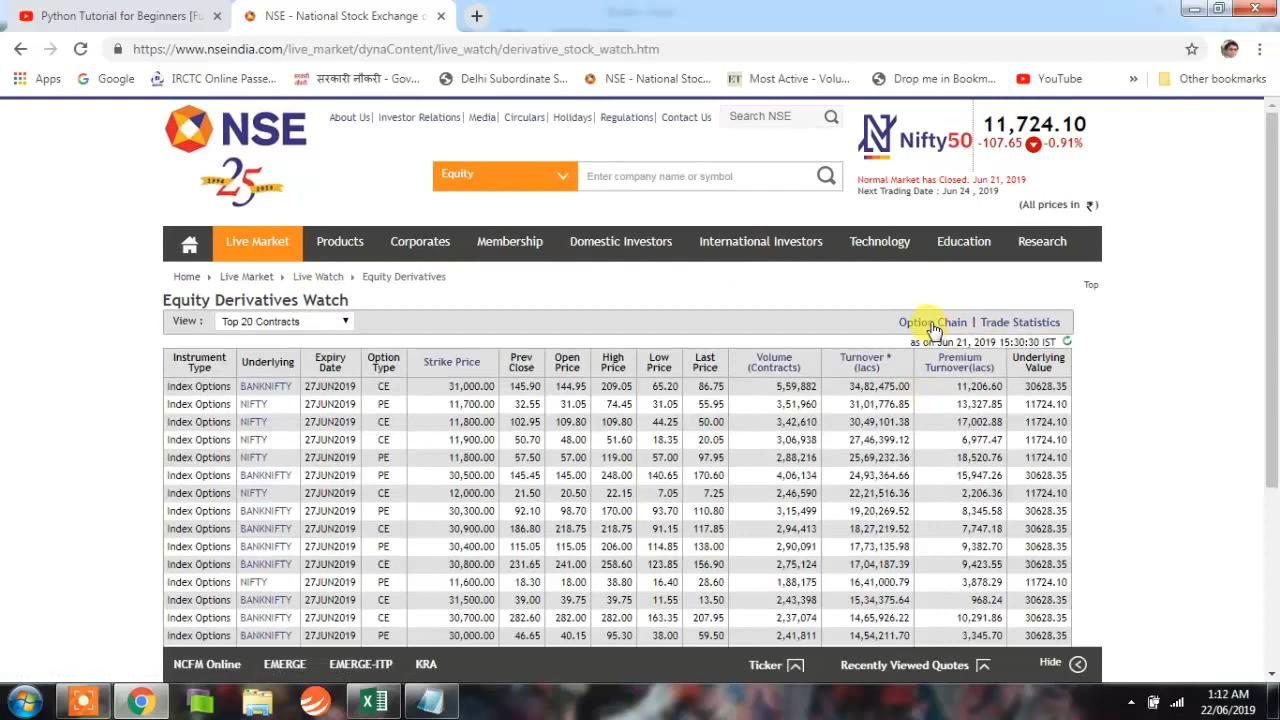 Python Tutorial for Beginners [Fu
NSE - National Stock Exchange o
https://www.nseindia.com/live_market/dynaContent/live_watch/derivative_stock_watch.htm
Apps Google IRCTC Online Passe... सरकारी नौकरी - Gov... Delhi Subordinate S... NSE - National Stoc... ET Most Active - Volu... Drop me in Bookm... YouTube » Other bookmarks
NSE
25
About Us| Investor Relations| Media| Circulars| Holidays| Regulations| Contact Us
Search NSE
Nifty50
11,724.10
-107.65 -0.91%
Equity
Enter company name or symbol
Normal Market has Closed. Jun 21, 2019
Next Trading Date : Jun 24 , 2019
(All prices in ₹)
Live Market Products Corporates Membership Domestic Investors International Investors Technology Education Research
Home Live Market Live Watch Equity Derivatives
Top
Equity Derivatives Watch
View : Top 20 Contracts
Option Chain | Trade Statistics
as on Jun 21, 2019 15:30:30 IST
Instrument Type Underlying Expiry Date Option Type Strike Price Prev Close Open Price High Price Low Price Last Price Volume (Contracts) Turnover * (lacs) Premium Turnover(lacs) Underlying Value
Index Options BANKNIFTY 27JUN2019 CE 31,000.00 145.90 144.95 209.05 65.20 86.75 5,59,882 34,82,475.00 11,206.60 30628.35
Index Options NIFTY 27JUN2019 PE 11,700.00 32.55 31.05 74.45 31.05 55.95 3,51,960 31,01,776.85 13,327.85 11724.10
Index Options NIFTY 27JUN2019 CE 11,800.00 102.95 109.80 109.80 44.25 50.00 3,42,610 30,49,101.38 17,002.88 11724.10
Index Options NIFTY 27JUN2019 CE 11,900.00 50.70 48.00 51.60 18.35 20.05 3,06,938 27,46,399.12 6,977.47 11724.10
Index Options NIFTY 27JUN2019 PE 11,800.00 57.50 57.00 119.00 57.00 97.95 2,88,216 25,69,232.36 18,520.76 11724.10
Index Options BANKNIFTY 27JUN2019 PE 30,500.00 145.45 145.00 248.00 140.65 170.60 4,06,134 24,93,364.66 15,947.26 30628.35
Index Options NIFTY 27JUN2019 CE 12,000.00 21.50 20.50 22.15 7.05 7.25 2,46,590 22,21,516.36 2,206.36 11724.10
Index Options BANKNIFTY 27JUN2019 PE 30,300.00 92.10 98.70 170.00 93.70 110.80 3,15,499 19,20,269.52 8,345.58 30628.35
Index Options BANKNIFTY 27JUN2019 CE 30,900.00 186.80 218.75 218.75 91.15 117.85 2,94,413 18,27,219.52 7,747.18 30628.35
Index Options BANKNIFTY 27JUN2019 PE 30,400.00 115.05 115.05 206.00 114.85 138.00 2,90,091 17,73,135.98 9,382.70 30628.35
Index Options BANKNIFTY 27JUN2019 CE 30,800.00 231.65 241.00 258.60 123.85 156.90 2,75,124 17,04,187.39 9,423.55 30628.35
Index Options NIFTY 27JUN2019 PE 11,600.00 18.30 18.00 38.80 16.40 28.60 1,88,175 16,41,000.79 3,878.29 11724.10
Index Options BANKNIFTY 27JUN2019 CE 31,500.00 39.00 39.75 39.75 11.55 13.50 2,43,398 15,34,375.64 968.24 30628.35
Index Options BANKNIFTY 27JUN2019 CE 30,700.00 282.60 282.00 282.00 163.35 207.95 2,37,074 14,65,926.22 10,291.86 30628.35
Index Options BANKNIFTY 27JUN2019 PE 30,000.00 46.65 40.15 95.30 38.00 59.50 2,41,811 14,54,211.70 3,345.70 30628.35
NCFM Online EMERGE EMERGE-ITP KRA Ticker Recently Viewed Quotes Hide
1:12 AM
22/06/2019